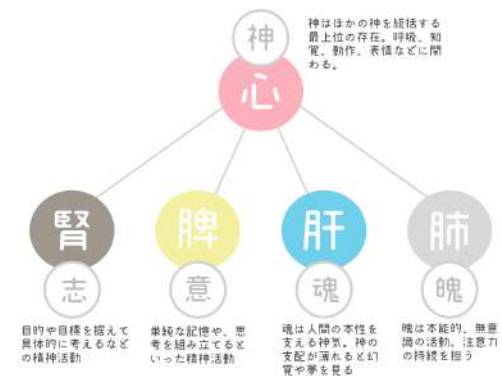 神
神はほかの神を統括する
最上位の存在。呼吸、知
覚、動作、表情などに関
わる。
心
腎
脾
肝
肺
志
意
魂
魄
目的や目標を据えて
具体的に考えるなど
の精神活動
単純な記憶や、思
考を組み立てると
いった精神活動
魂は人間の本性を
支える神気。神の
支配が薄れると幻
覚や夢を見る
魄は本能的、無意
識の活動、注意力
の持続を担う